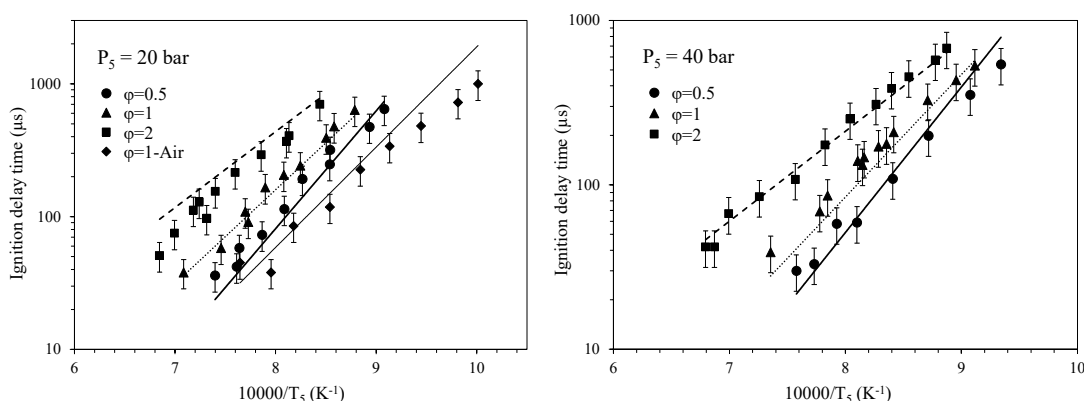 P5 = 20 bar
φ=0.5
φ=1
φ=2
φ=1-Air
Ignition delay time (µs)
1000
100
10
6 7 8 9 10
10000/T5 (K-1)
P5 = 40 bar
φ=0.5
φ=1
φ=2
Ignition delay time (µs)
1000
100
10
6 7 8 9 10
10000/T5 (K-1)